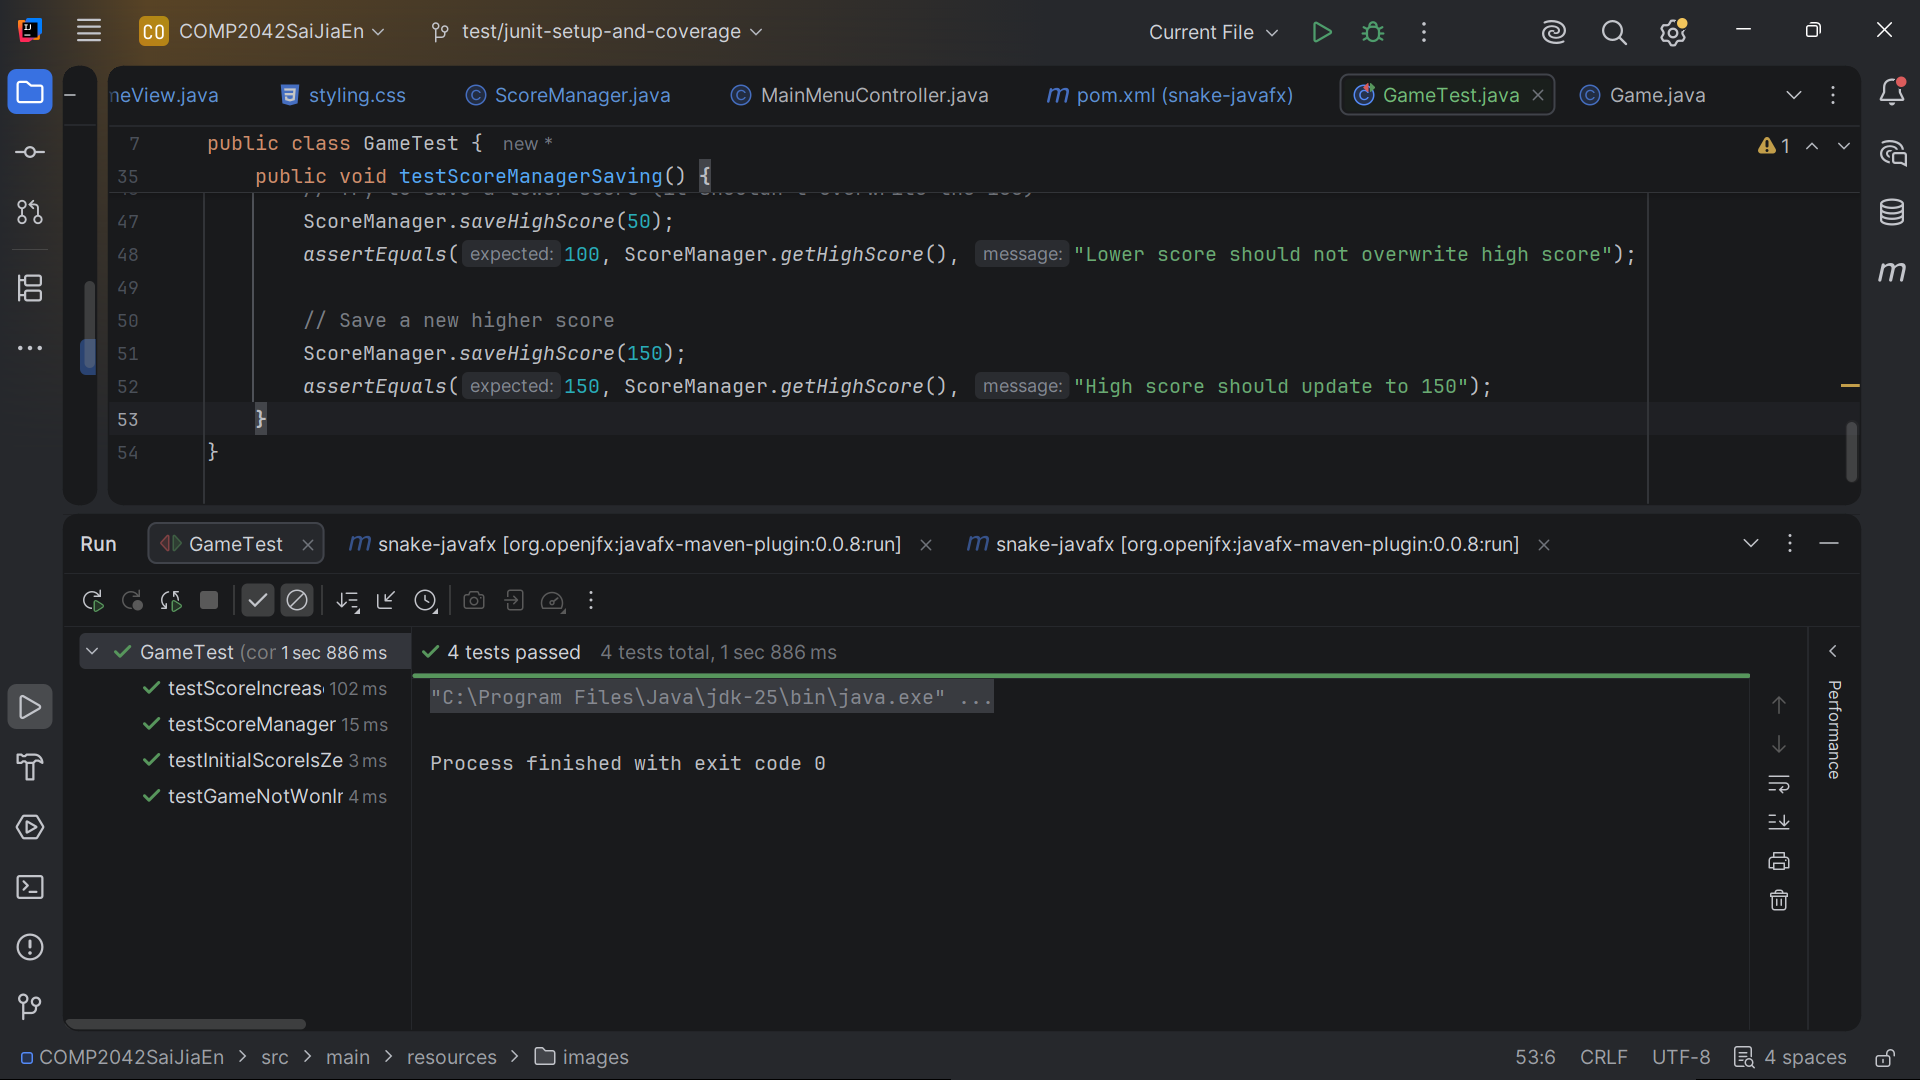 CO COMP2042SaiJiaEn test/junit-setup-and-coverage Current File
neView.java styling.css ScoreManager.java MainMenuController.java pom.xml (snake-javafx) GameTest.java Game.java
7 public class GameTest { new *
35 public void testScoreManagerSaving() {
1
47 ScoreManager.saveHighScore(50);
48 assertEquals( expected: 100, ScoreManager.getHighScore(), message: "Lower score should not overwrite high score");
49
50 // Save a new higher score
51 ScoreManager.saveHighScore(150);
52 assertEquals( expected: 150, ScoreManager.getHighScore(), message: "High score should update to 150");
53 }
54 }
Run GameTest snake-javafx [org.openjfx:javafx-maven-plugin:0.0.8:run] snake-javafx [org.openjfx:javafx-maven-plugin:0.0.8:run]
GameTest (cor 1 sec 886 ms
testScoreIncreas 102 ms
testScoreManager 15 ms
testInitialScoreIsZe 3 ms
testGameNotWonIr 4 ms
4 tests passed 4 tests total, 1 sec 886 ms
"C:\Program Files\Java\jdk-25\bin\java.exe" ...
Process finished with exit code 0
Performance
COMP2042SaiJiaEn > src > main > resources > images
53:6 CRLF UTF-8 4 spaces